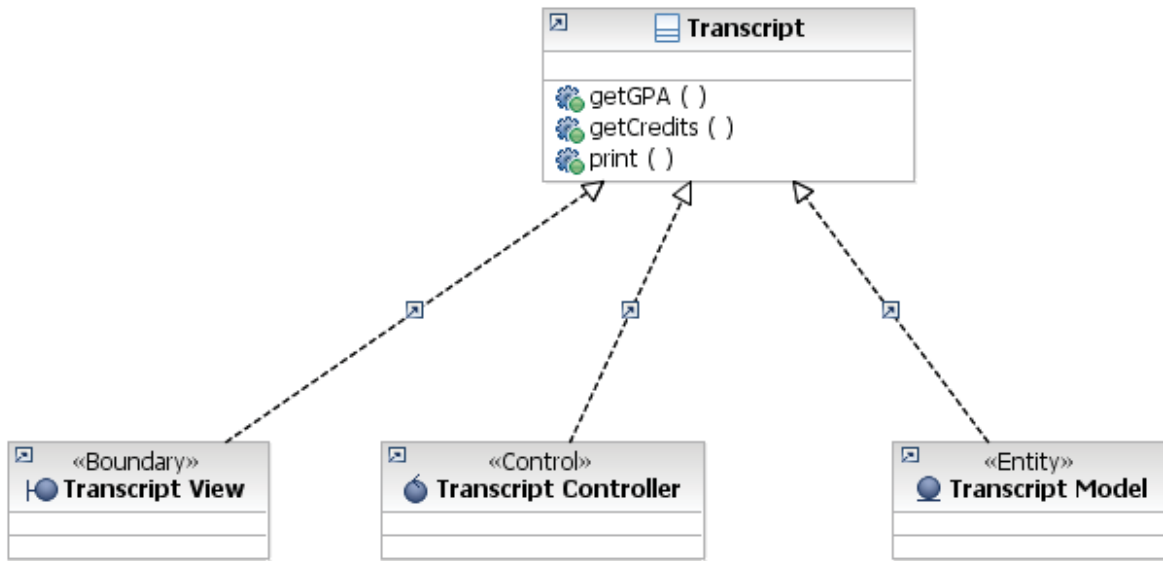 Transcript
getGPA ( )
getCredits ( )
print ( )
«Boundary»
Transcript View
«Control»
Transcript Controller
«Entity»
Transcript Model